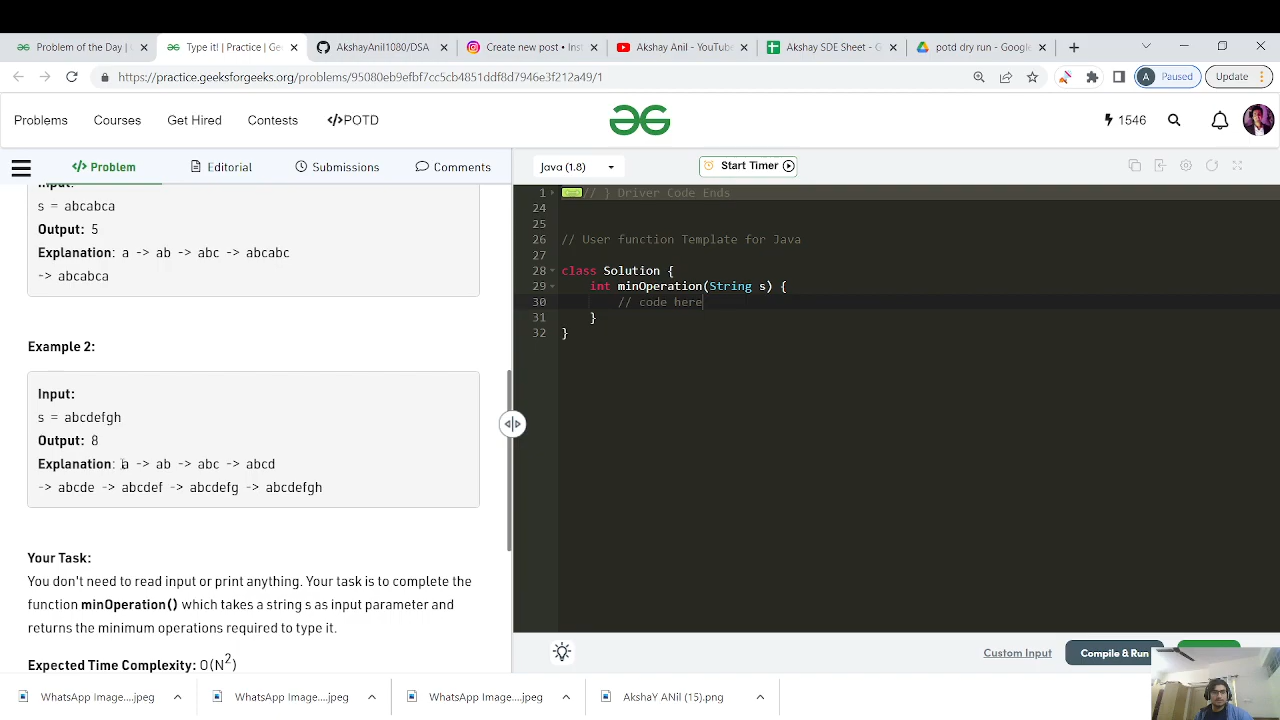 Problem of the Day |
Type it! | Practice | Ge
AkshayAnil1080/DSA
Create new post • Inst
Akshay Anil - YouTube
Akshay SDE Sheet - G
potd dry run - Google
https://practice.geeksforgeeks.org/problems/95080eb9efbf7cc5cb4851ddf8d7946e3f212a49/1
A Paused
Update
Problems
Courses
Get Hired
Contests
</>POTD
1546
</> Problem
Editorial
Submissions
Comments
Java (1.8)
Start Timer
Input:
s = abcabca
Output: 5
Explanation: a -> ab -> abc -> abcabc
-> abcabca
Example 2:
Input:
s = abcdefgh
Output: 8
Explanation: a -> ab -> abc -> abcd
-> abcde -> abcdef -> abcdefg -> abcdefgh
Your Task:
You don't need to read input or print anything. Your task is to complete the
function minOperation() which takes a string s as input parameter and
returns the minimum operations required to type it.
Expected Time Complexity: O(N2)
1 // } Driver Code Ends
24
25
26 // User function Template for Java
27
28 class Solution {
29 int minOperation(String s) {
30 // code here
31 }
32 }
Custom Input
Compile & Run
WhatsApp Image....jpeg
WhatsApp Image....jpeg
WhatsApp Image....jpeg
AkshaY ANil (15).png